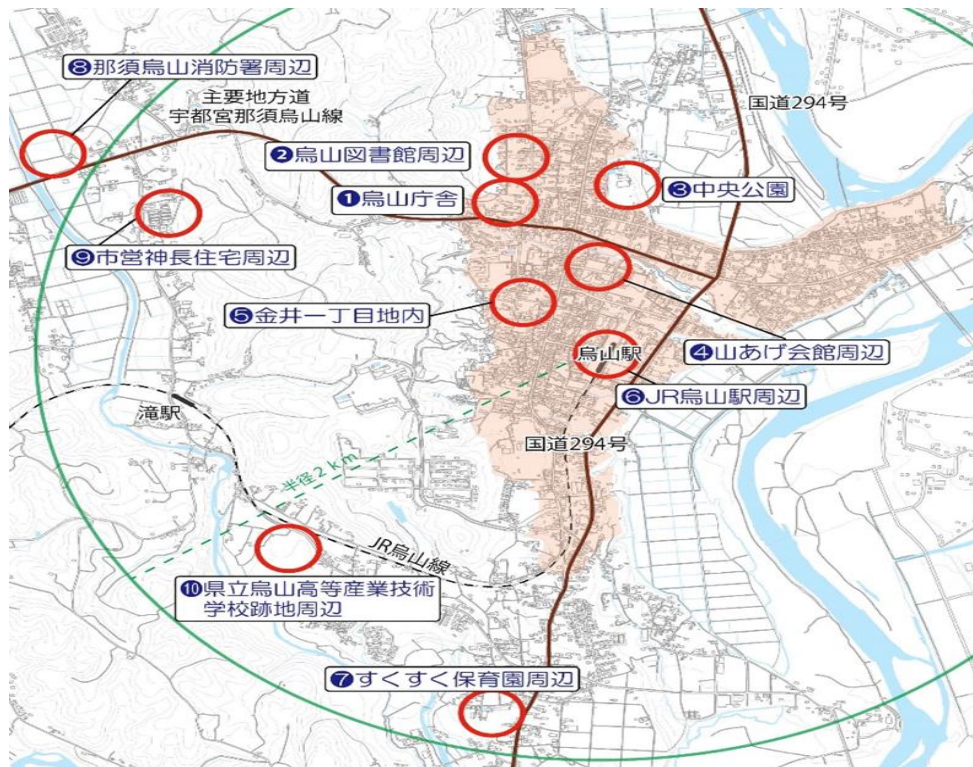 ❽那須烏山消防署周辺
主要地方道
宇都宮那須烏山線
国道294号
❷烏山図書館周辺
❶烏山庁舎
❸中央公園
❾市営神長住宅周辺
❺金井一丁目地内
烏山駅
❹山あげ会館周辺
❻JR烏山駅周辺
滝駅
国道294号
半径2km
JR烏山線
❿県立烏山高等産業技術
学校跡地周辺
❼すくすく保育園周辺